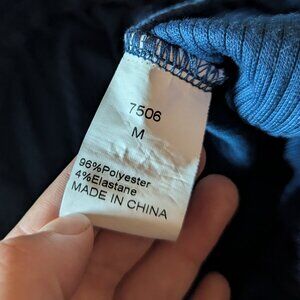 7506
M
96%Polyester
4%Elastane
MADE IN CHINA